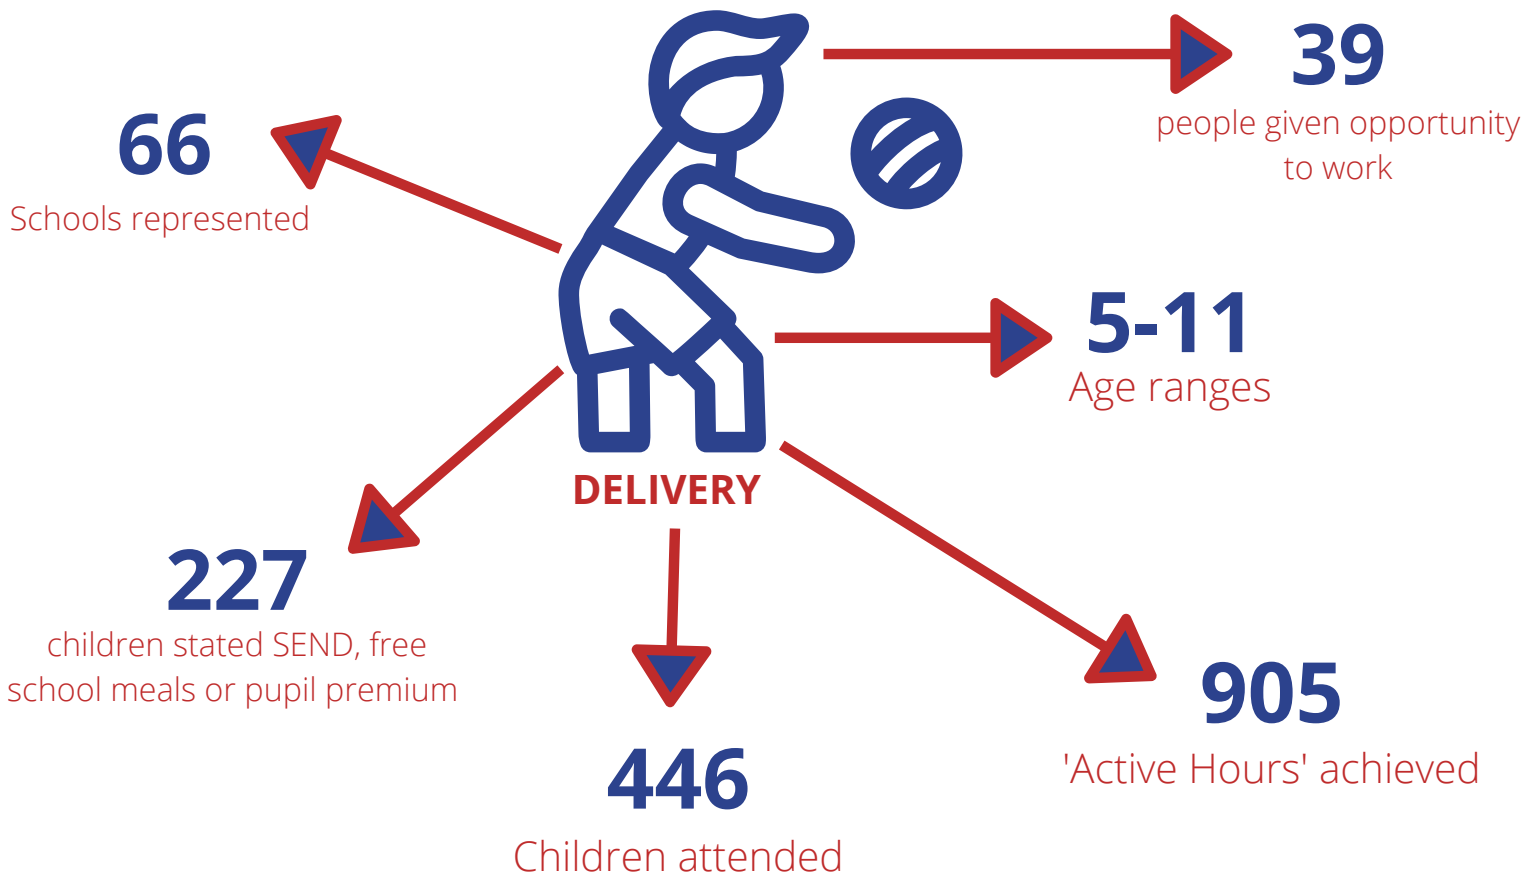 39
people given opportunity
to work
66
Schools represented
5-11
Age ranges
DELIVERY
227
children stated SEND, free
school meals or pupil premium
905
'Active Hours' achieved
446
Children attended